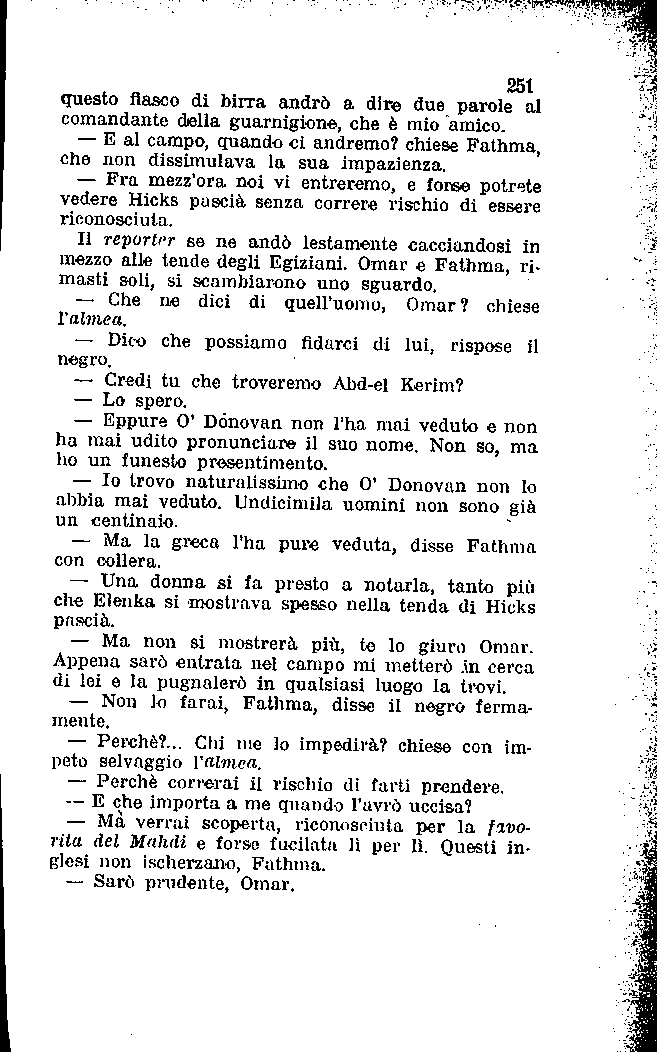 251
questo fiasco di birra andrò a dire due parole al
comandante della guarnigione, che è mio amico.
— E al campo, quando ci andremo? chiese Fathma,
che non dissimulava la sua impazienza.
— Fra mezz'ora noi vi entreremo, e forse potrete
vedere Hicks pascià senza correre rischio di essere
riconosciuta.
Il reporter se ne andò lestamente cacciandosi in
mezzo alle tende degli Egiziani. Omar e Fathma, ri-
masti soli, si scambiarono uno sguardo.
— Che ne dici di quell'uomo, Omar? chiese
l'almea.
— Dico che possiamo fidarci di lui, rispose il
negro.
— Credi tu che troveremo Abd-el Kerim?
— Lo spero.
— Eppure O' Dónovan non l'ha mai veduto e non
ha mai udito pronunciare il suo nome. Non so, ma
ho un funesto presentimento.
— Io trovo naturalissimo che O' Donovan non lo
abbia mai veduto. Undicimila uomini non sono già
un centinaio.
— Ma la greca l'ha pure veduta, disse Fathma
con collera.
— Una donna si fa presto a notarla, tanto più
che Elenka si mostrava spesso nella tenda di Hicks
pascià.
— Ma non si mostrerà più, te lo giuro Omar.
Appena sarò entrata nel campo mi metterò in cerca
di lei e la pugnalerò in qualsiasi luogo la trovi.
— Non lo farai, Fathma, disse il negro ferma-
mente.
— Perchè?... Chi me lo impedirà? chiese con im-
peto selvaggio l'almea.
— Perchè correrai il rischio di farti prendere.
— E che importa a me quando l'avrò uccisa?
— Mà verrai scoperta, riconosciuta per la favo-
rita del Mahdi e forse fucilata lì per lì. Questi in-
glesi non ischerzano, Fathma.
— Sarò prudente, Omar.